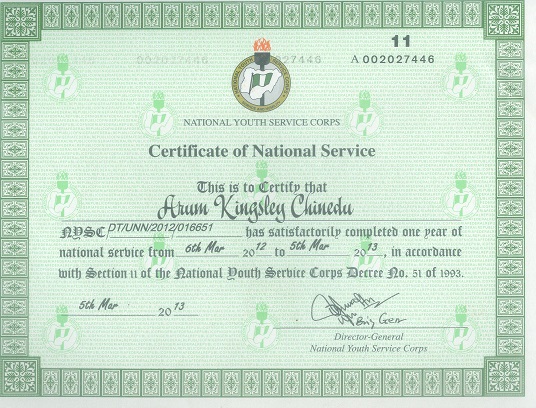 11
A 002027446
NATIONAL YOUTH SERVICE CORPS
Certificate of National Service
This is to Certify that
Arum Kingsley Chinedu
NYSC PT/UNN/2012/016651 has satisfactorily completed one year of
national service from 6th Mar 2012 to 5th Mar 2013, in accordance
with Section 11 of the National Youth Service Corps Decree No. 51 of 1993.
5th Mar 2013
Brig Gen
Director-General
National Youth Service Corps